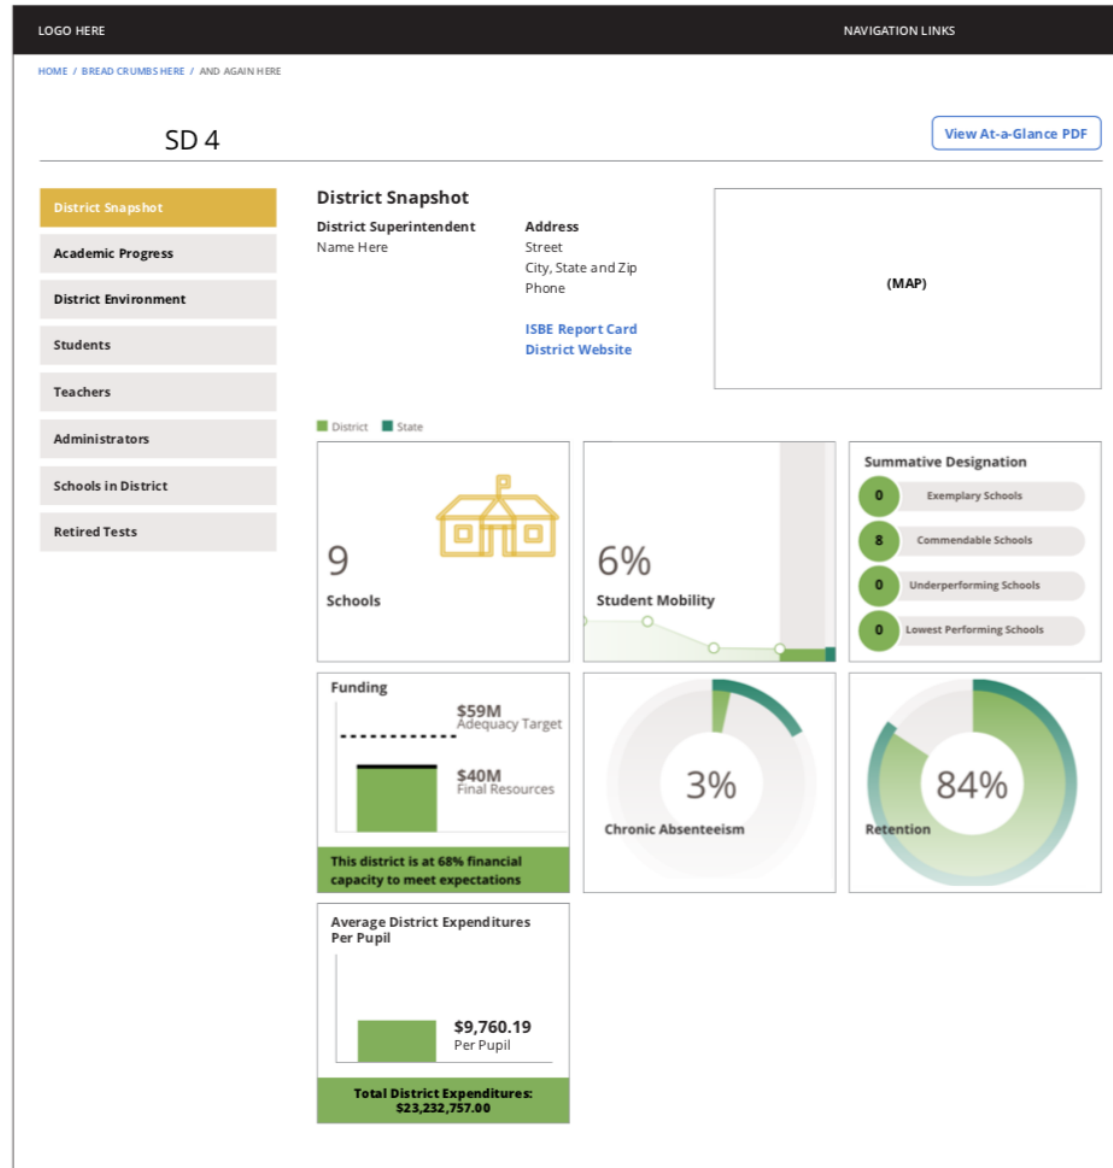 LOGO HERE
NAVIGATION LINKS
HOME / BREAD CRUMBS HERE / AND AGAIN HERE
SD 4
View At-a-Glance PDF
District Snapshot
Academic Progress
District Environment
Students
Teachers
Administrators
Schools in District
Retired Tests
District Snapshot
District Superintendent
Name Here
Address
Street
City, State and Zip
Phone
ISBE Report Card
District Website
(MAP)
District State
9
Schools
6%
Student Mobility
Summative Designation
0 Exemplary Schools
8 Commendable Schools
0 Underperforming Schools
0 Lowest Performing Schools
Funding
$59M
Adequacy Target
$40M
Final Resources
This district is at 68% financial
capacity to meet expectations
3%
Chronic Absenteeism
84%
Retention
Average District Expenditures
Per Pupil
$9,760.19
Per Pupil
Total District Expenditures:
$23,232,757.00